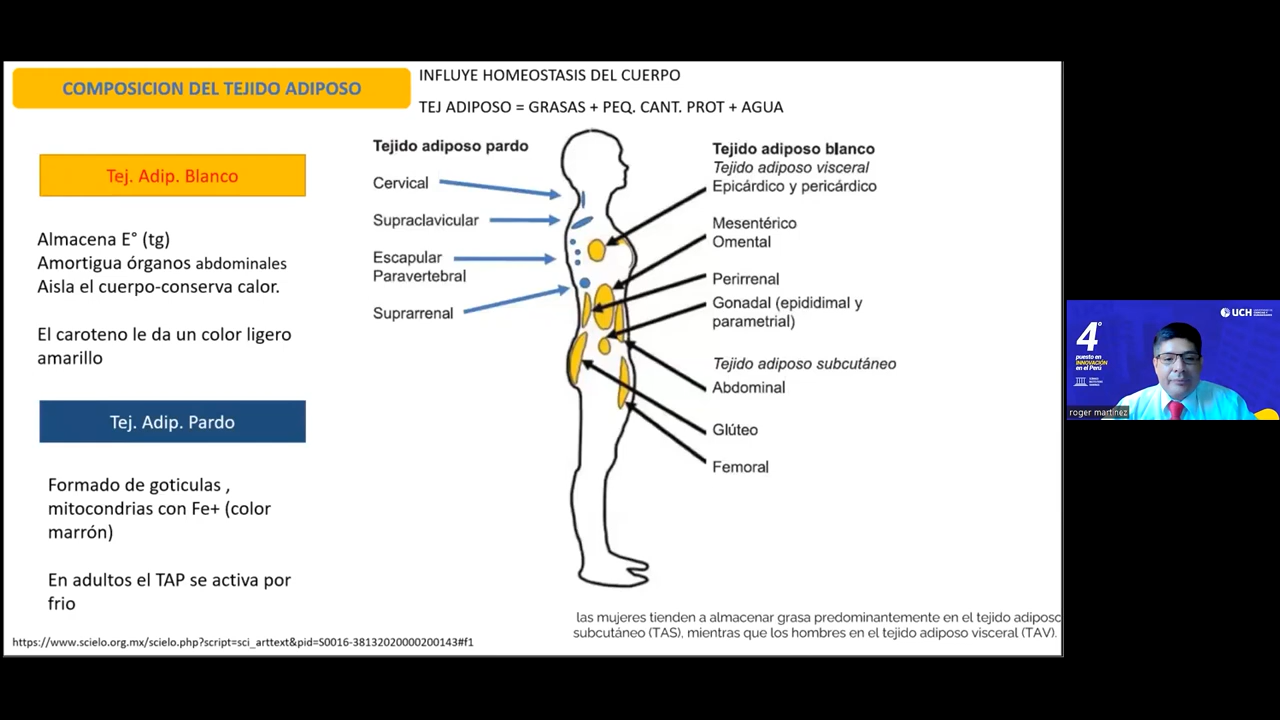 COMPOSICION DEL TEJIDO ADIPOSO
INFLUYE HOMEOSTASIS DEL CUERPO
TEJ ADIPOSO = GRASAS + PEQ. CANT. PROT + AGUA
Tej. Adip. Blanco
Almacena E° (tg)
Amortigua órganos abdominales
Aisla el cuerpo-conserva calor.
El caroteno le da un color ligero
amarillo
Tej. Adip. Pardo
Formado de goticulas ,
mitocondrias con Fe+ (color
marrón)
En adultos el TAP se activa por
frio
https://www.scielo.org.mx/scielo.php?script=sci_arttext&pid=S0016-38132020000200143#f1
Tejido adiposo pardo
Cervical
Supraclavicular
Escapular
Paravertebral
Suprarrenal
Tejido adiposo blanco
Tejido adiposo visceral
Epicárdico y pericárdico
Mesentérico
Omental
Perirrenal
Gonadal (epididimal y
parametrial)
Tejido adiposo subcutáneo
Abdominal
Glúteo
Femoral
las mujeres tienden a almacenar grasa predominantemente en el tejido adiposo
subcutáneo (TAS), mientras que los hombres en el tejido adiposo visceral (TAV).
UCH
4°
puesto en
INNOVACIÓN
en el Perú
roger martinez